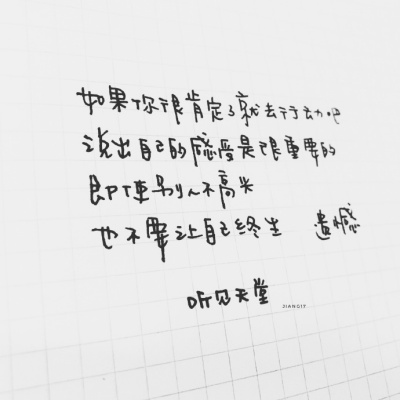 如果你很肯定了就去行动吧
说出自己的感受是很重要的
即使别人不高兴
也不要让自己终生 遗憾
听见天堂
JIANG17